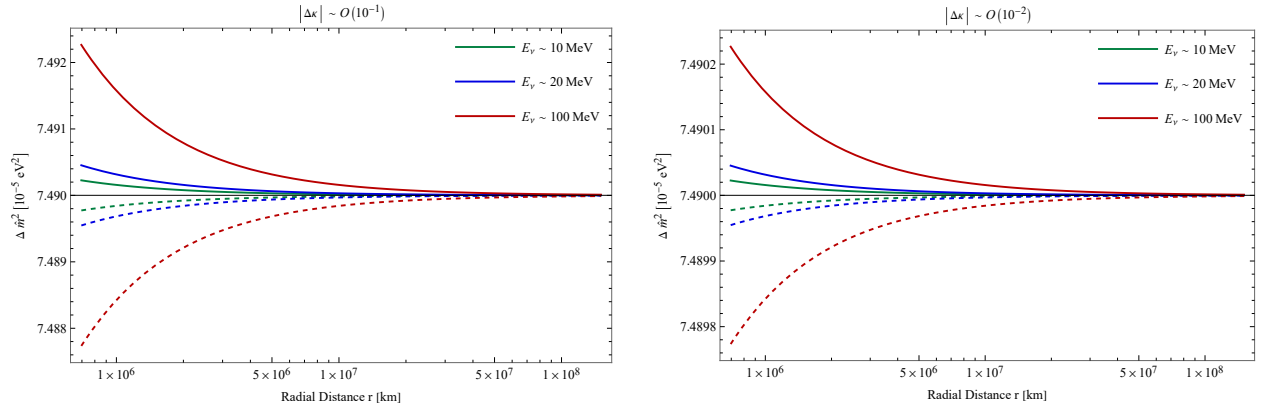 |Δκ| ~ O(10⁻¹)
Δ m̂² [10⁻⁵ eV²]
7.492
7.491
7.490
7.489
7.488
E_ν ~ 10 MeV
E_ν ~ 20 MeV
E_ν ~ 100 MeV
1×10⁶ 5×10⁶ 1×10⁷ 5×10⁷ 1×10⁸
Radial Distance r [km]
|Δκ| ~ O(10⁻²)
Δ m̂² [10⁻⁵ eV²]
7.4902
7.4901
7.4900
7.4899
7.4898
E_ν ~ 10 MeV
E_ν ~ 20 MeV
E_ν ~ 100 MeV
1×10⁶ 5×10⁶ 1×10⁷ 5×10⁷ 1×10⁸
Radial Distance r [km]